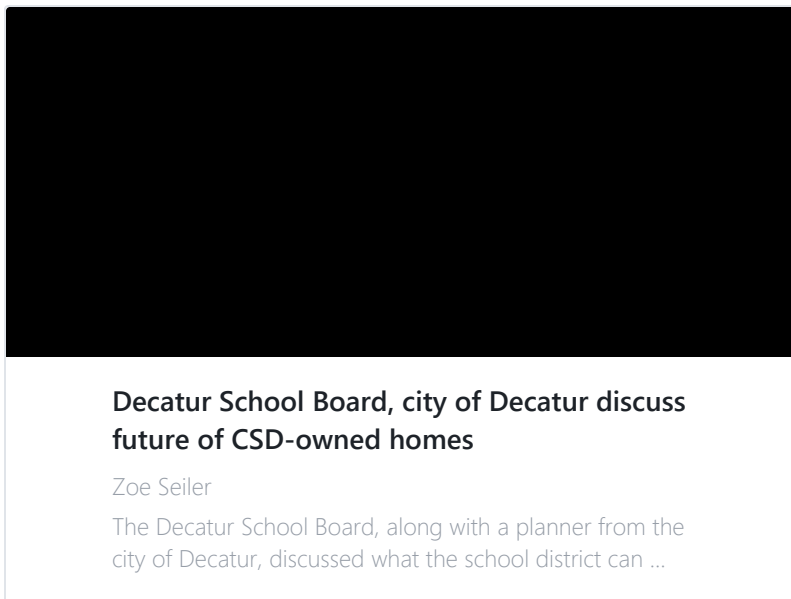 Decatur School Board, city of Decatur discuss
future of CSD-owned homes
Zoe Seiler
The Decatur School Board, along with a planner from the
city of Decatur, discussed what the school district can ...